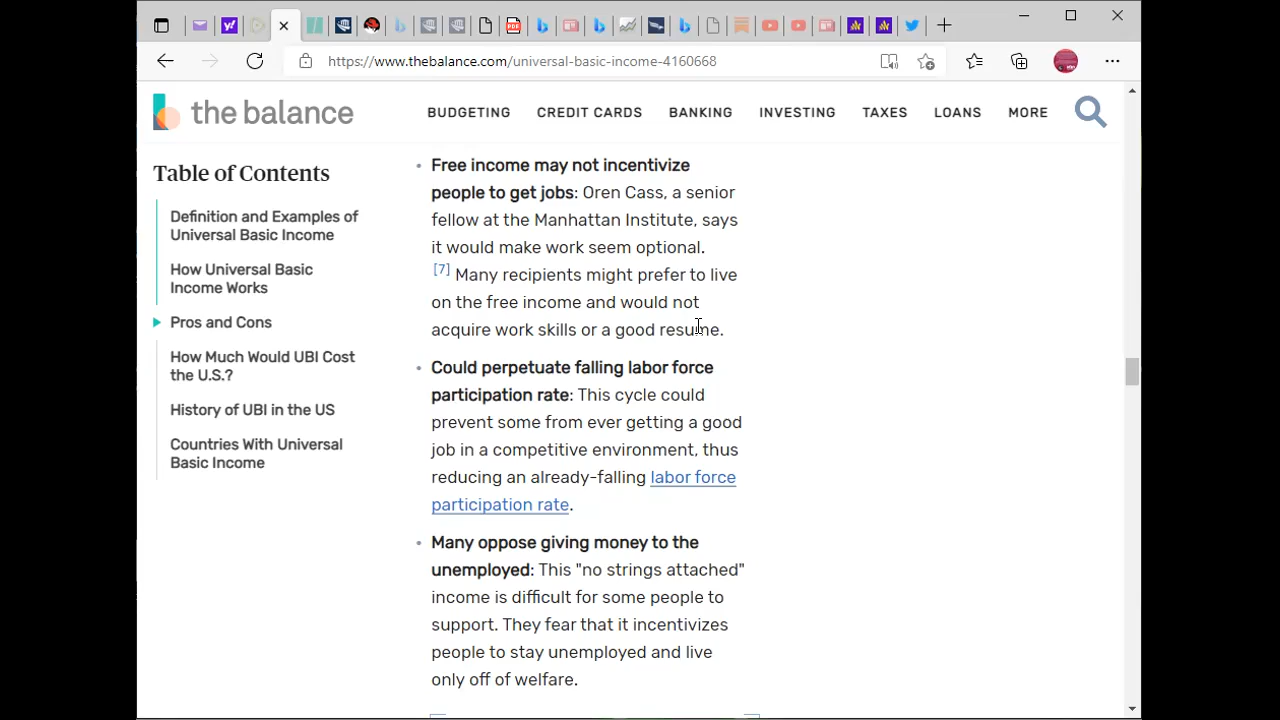 https://www.thebalance.com/universal-basic-income-4160668
the balance
BUDGETING CREDIT CARDS BANKING INVESTING TAXES LOANS MORE
Table of Contents
Definition and Examples of
Universal Basic Income
How Universal Basic
Income Works
Pros and Cons
How Much Would UBI Cost
the U.S.?
History of UBI in the US
Countries With Universal
Basic Income
Free income may not incentivize
people to get jobs: Oren Cass, a senior
fellow at the Manhattan Institute, says
it would make work seem optional.
[7] Many recipients might prefer to live
on the free income and would not
acquire work skills or a good resume.
Could perpetuate falling labor force
participation rate: This cycle could
prevent some from ever getting a good
job in a competitive environment, thus
reducing an already-falling labor force
participation rate.
Many oppose giving money to the
unemployed: This "no strings attached"
income is difficult for some people to
support. They fear that it incentivizes
people to stay unemployed and live
only off of welfare.